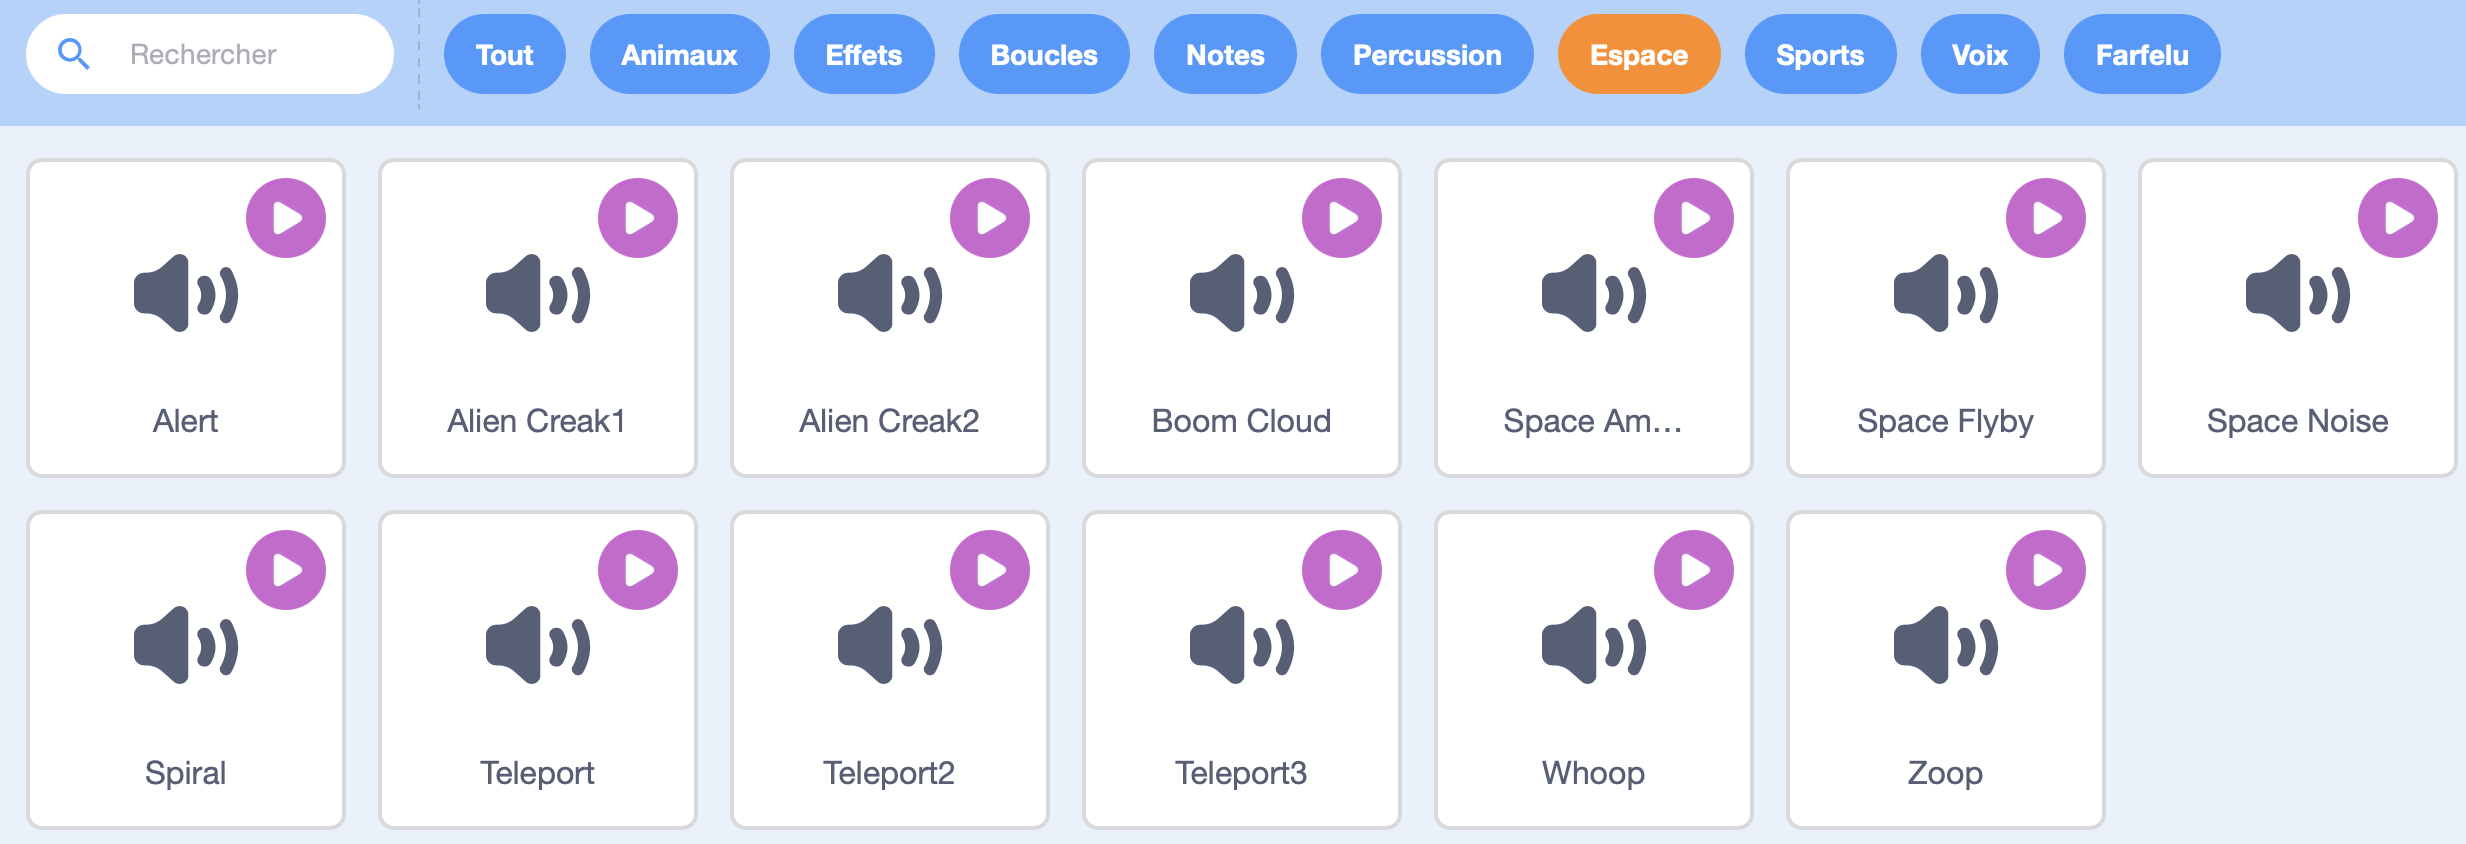 Rechercher Tout Animaux Effets Boucles Notes Percussion Espace Sports Voix Farfelu
Alert Alien Creak1 Alien Creak2 Boom Cloud Space Am... Space Flyby Space Noise
Spiral Teleport Teleport2 Teleport3 Whoop Zoop